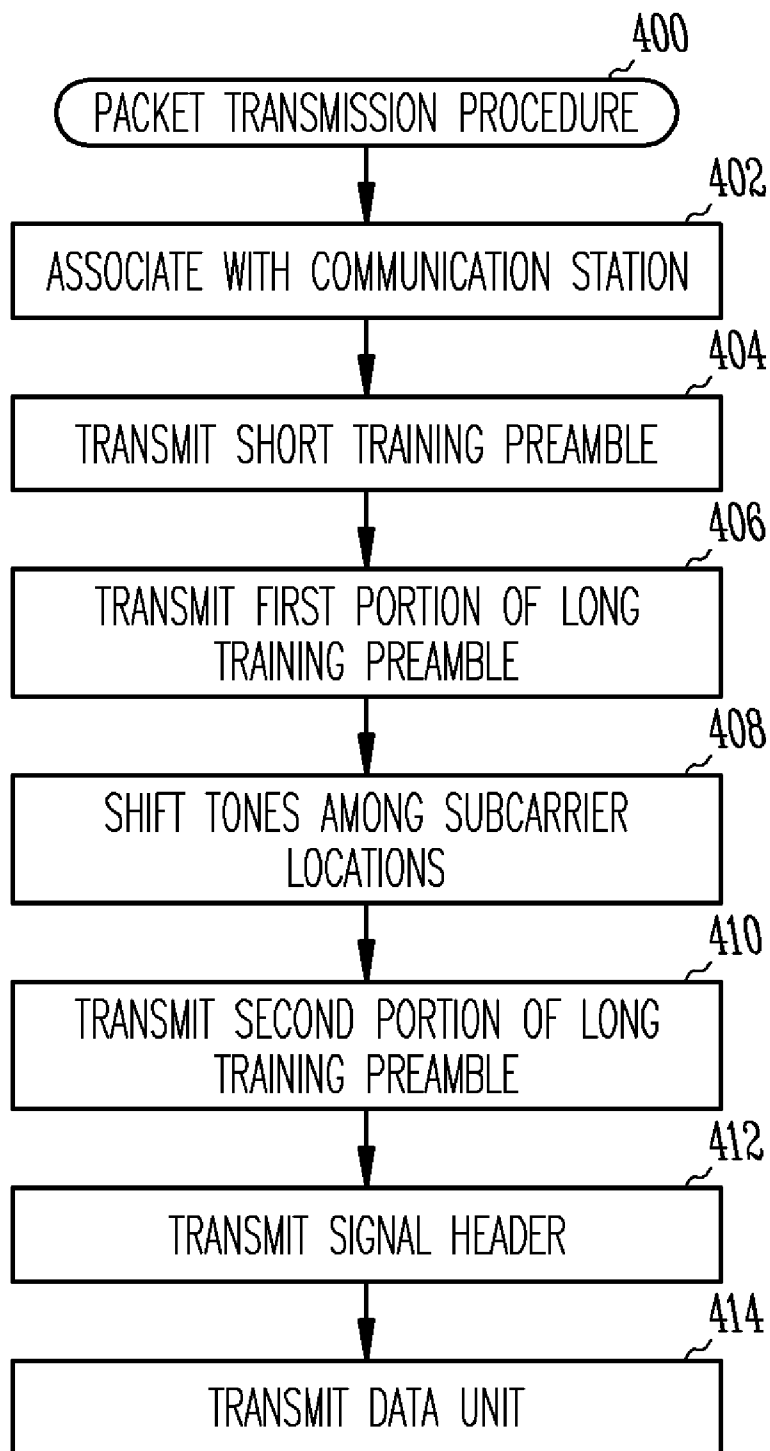 400
PACKET TRANSMISSION PROCEDURE
402
ASSOCIATE WITH COMMUNICATION STATION
404
TRANSMIT SHORT TRAINING PREAMBLE
406
TRANSMIT FIRST PORTION OF LONG
TRAINING PREAMBLE
408
SHIFT TONES AMONG SUBCARRIER
LOCATIONS
410
TRANSMIT SECOND PORTION OF LONG
TRAINING PREAMBLE
412
TRANSMIT SIGNAL HEADER
414
TRANSMIT DATA UNIT